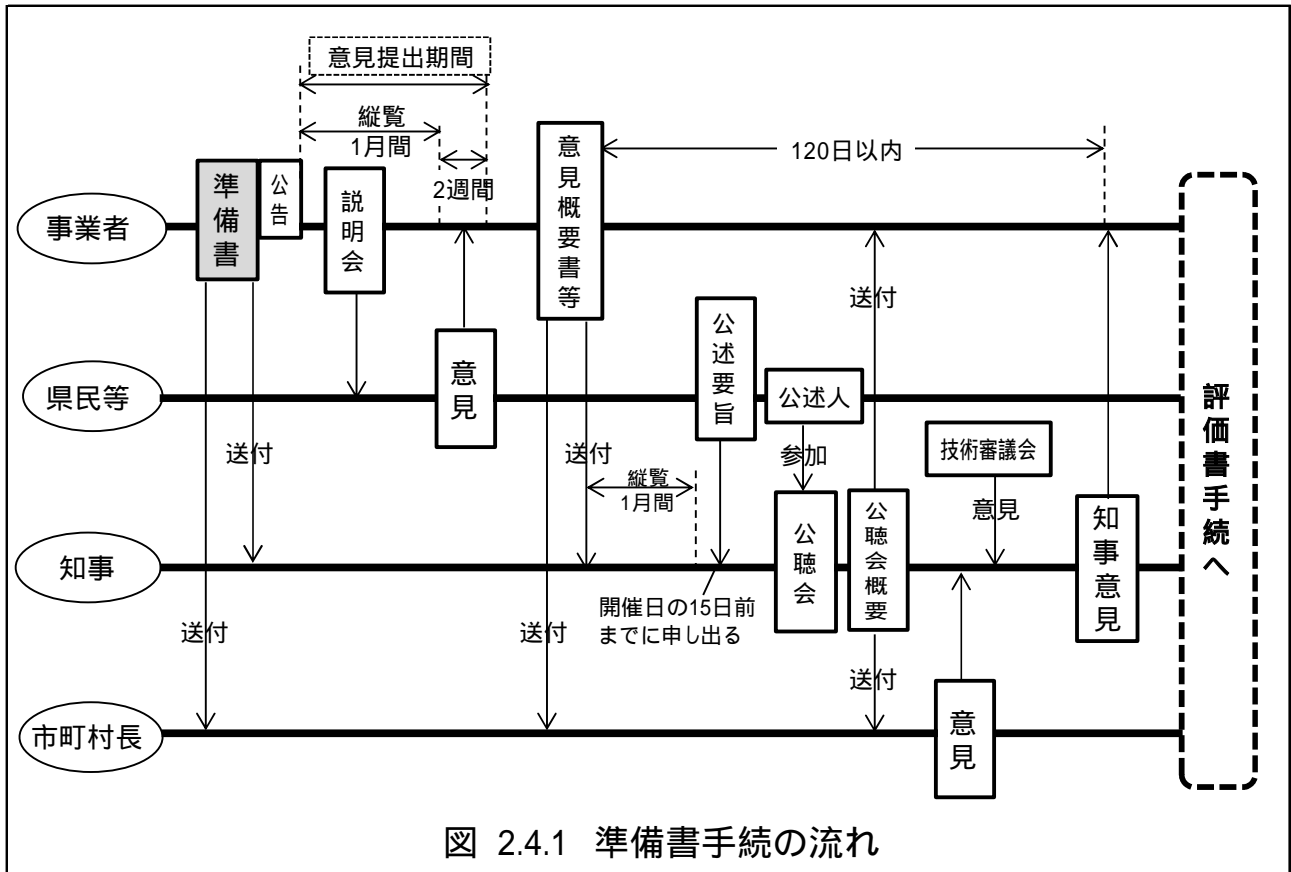 意見提出期間
縦覧
1月間
2週間
120日以内
事業者
準備書
公告
説明会
意見概要書等
送付
県民等
意見
公述要旨
公述人
送付
送付
参加
技術審議会
縦覧
1月間
意見
知事
公聴会
公聴会概要
知事意見
開催日の15日前
までに申し出る
送付
送付
送付
市町村長
意見
評価書手続へ
図 2.4.1 準備書手続の流れ